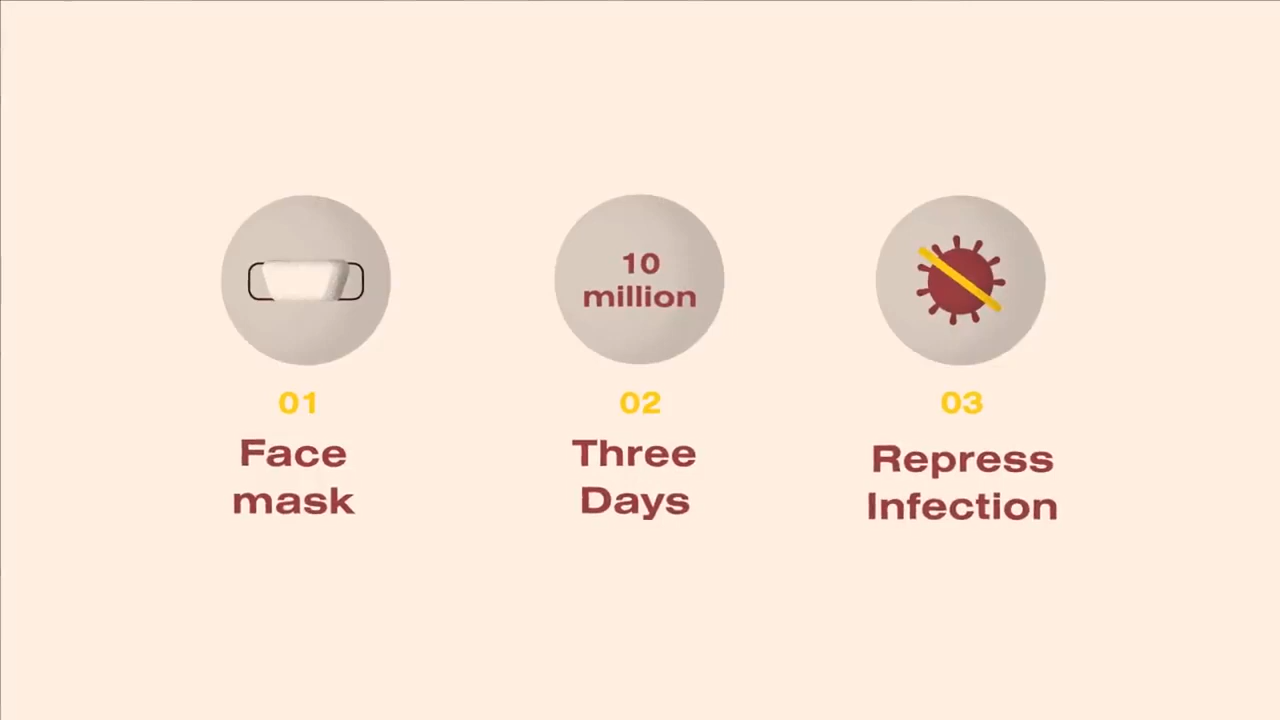 10
million
01
Face
mask
02
Three
Days
03
Repress
Infection